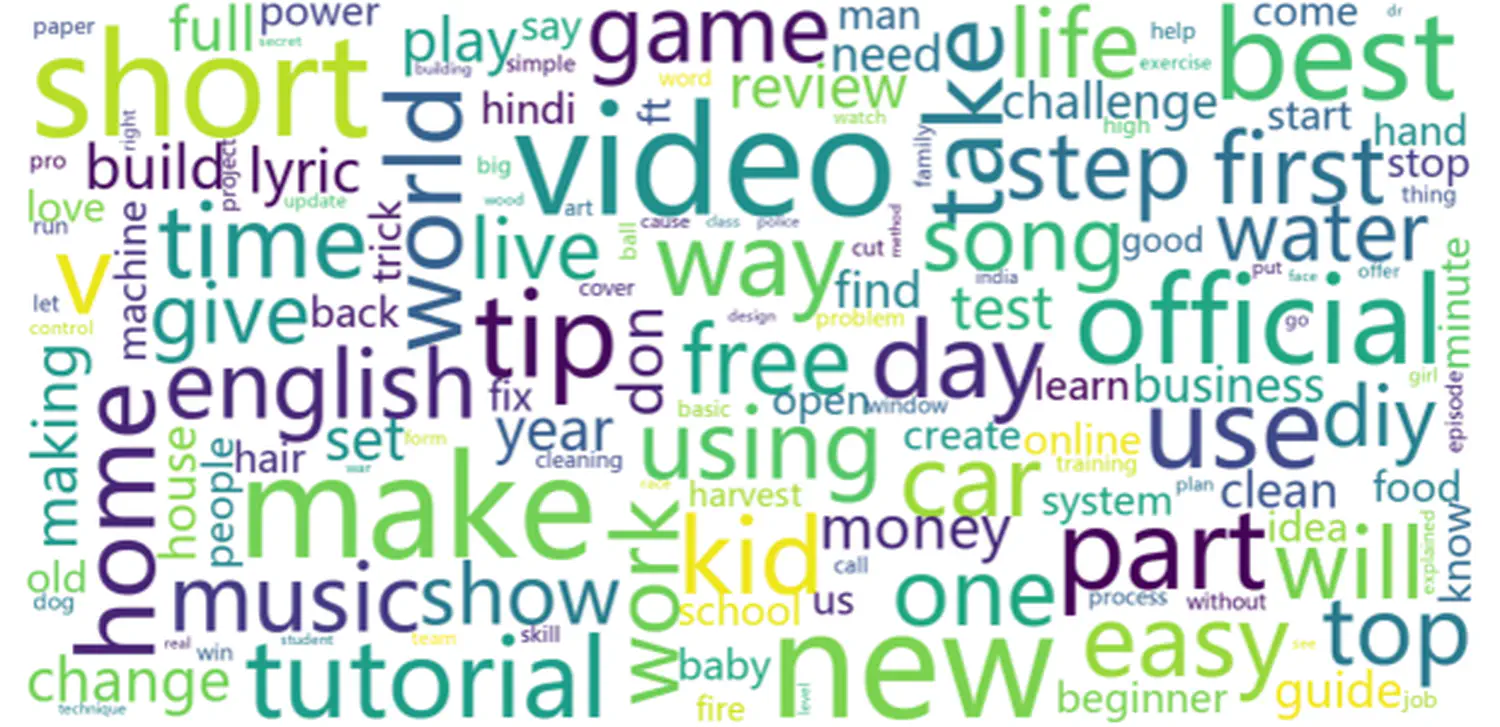 paper full power play say game man need take life help come dr best
short secret building simple word review exercise
world hindi ft video watch challenge high start hand
right pro build project lyric big family step first stop
love update wood art thing
run machine time trick live ball cause class police method song good water
v way cut india put face offer minute
let give back cover find test official go
control tip don design problem
making english fix free day learn business girl
home basic open window use diy episode
house people hair set form year cleaning using create online
war car training system plan clean food
make race harvest
work kid money part idea will explained know
old call
dog music show school us one process without top
real win student team skill new easy see
change tutorial baby beginner guide job
technique fire level